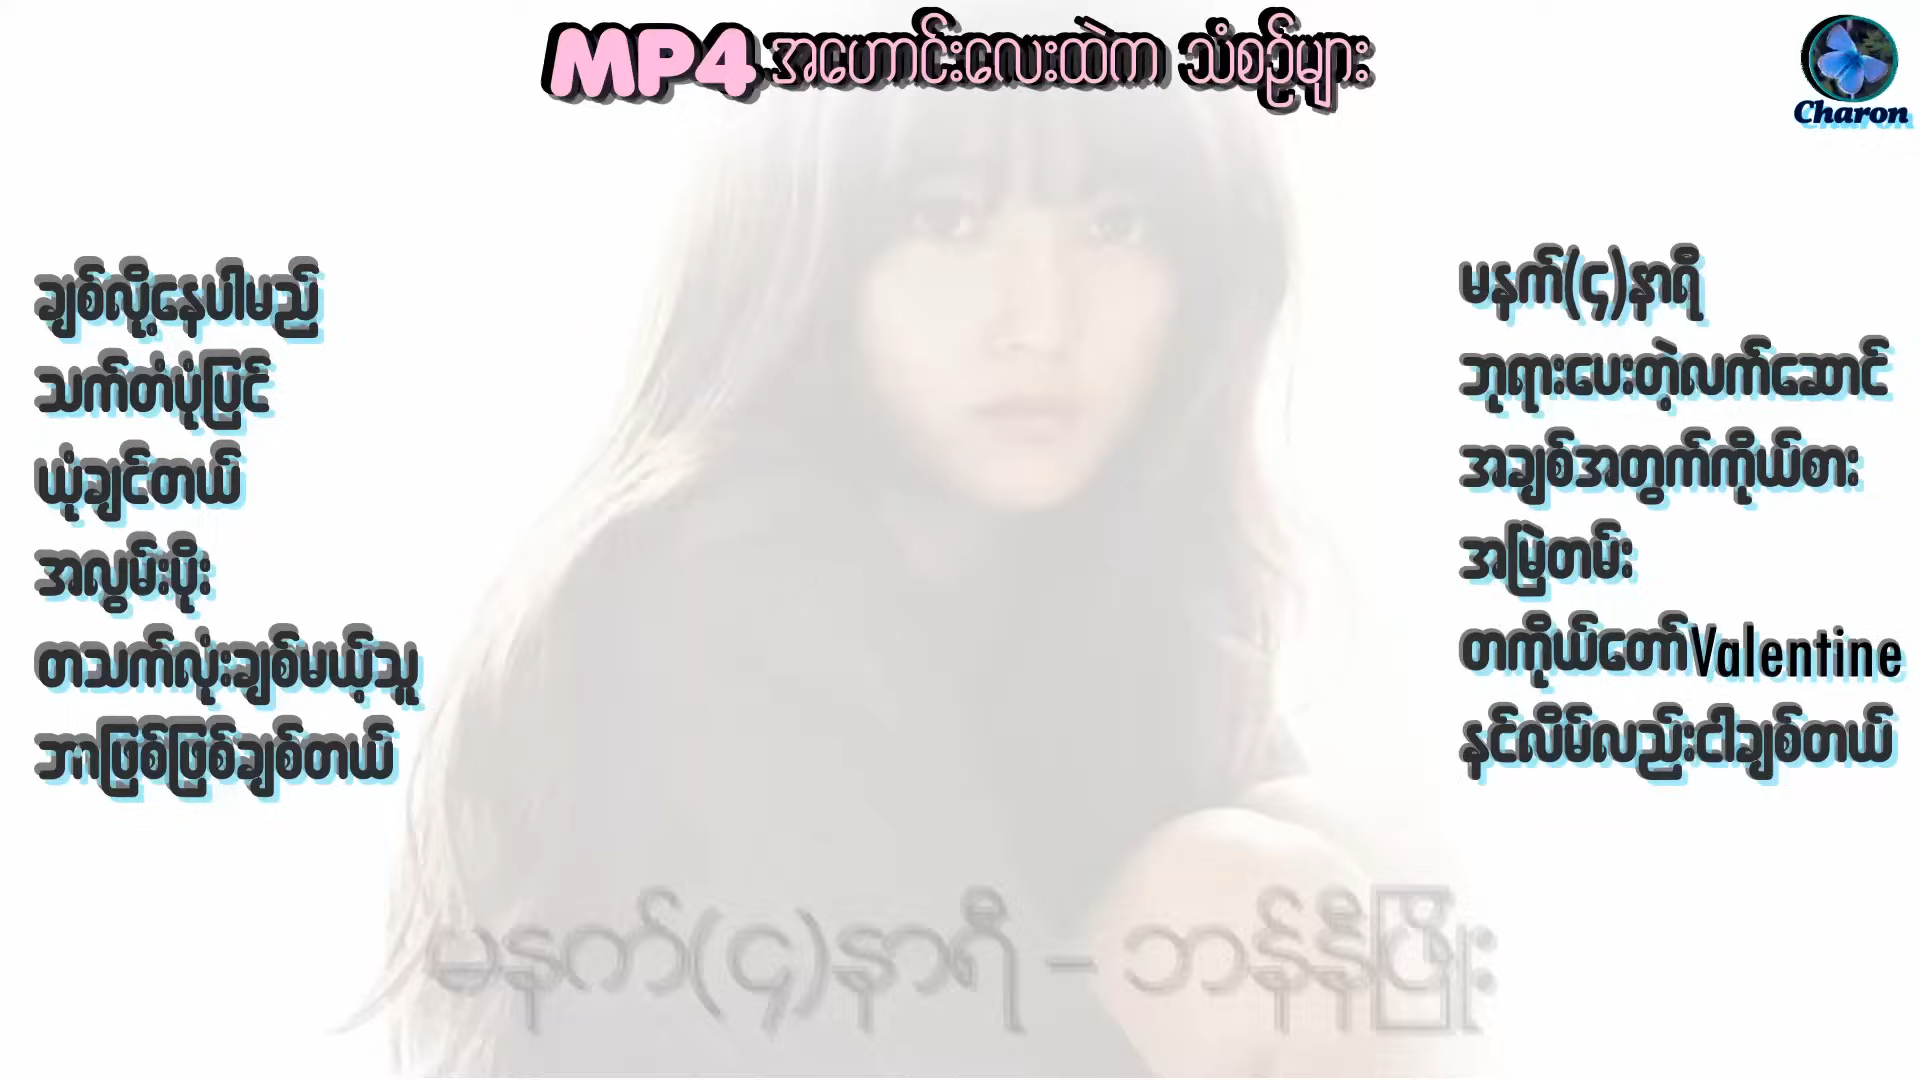 MP4 အဟောင်းလေးထဲက သံစဉ်များ
Charon
ချစ်လို့နေပါမည်
သက်တံပုံပြင်
ယုံချင်တယ်
အလွမ်းပိုး
တသက်လုံးချစ်မယ့်သူ
ဘာဖြစ်ဖြစ်ချစ်တယ်
မနက်(၄)နာရီ
ဘုရားပေးတဲ့လက်ဆောင်
အချစ်အတွက်ကိုယ်စား
အမြဲတမ်း
တကိုယ်တော်Valentine
နင်လိမ်လည်းငါချစ်တယ်
မနက်(၄)နာရီ – ဘန်နီဖြိုး